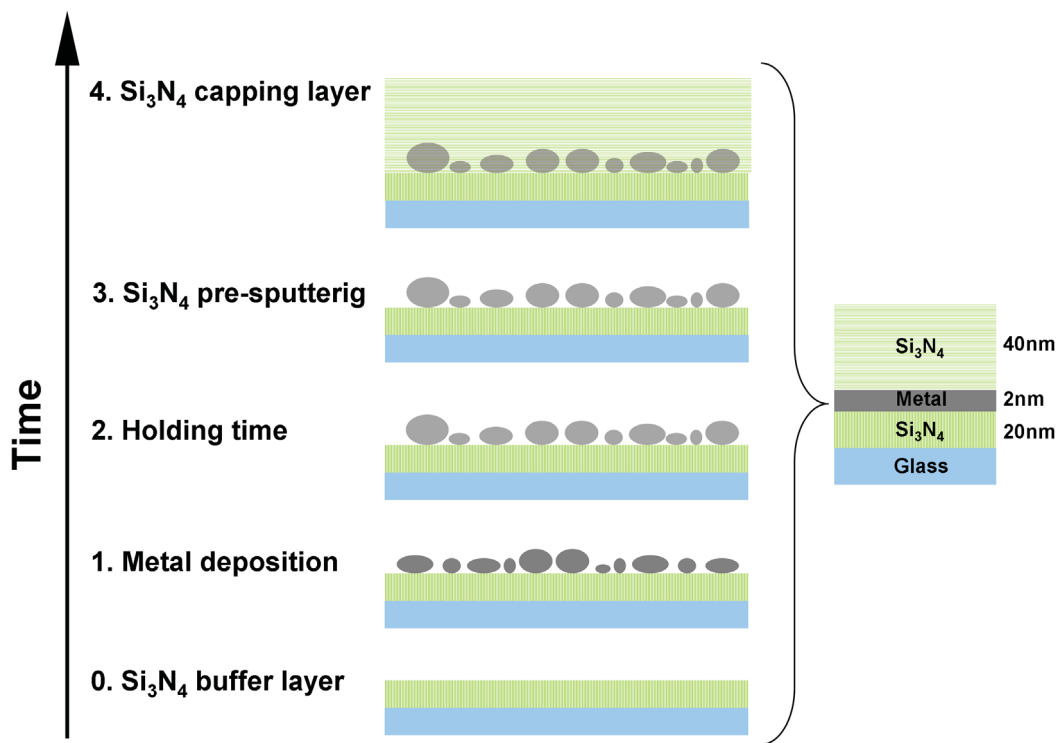 4. Si₃N₄ capping layer
3. Si₃N₄ pre-sputterig
2. Holding time
1. Metal deposition
0. Si₃N₄ buffer layer
Time
Si₃N₄ 40nm
Metal 2nm
Si₃N₄ 20nm
Glass